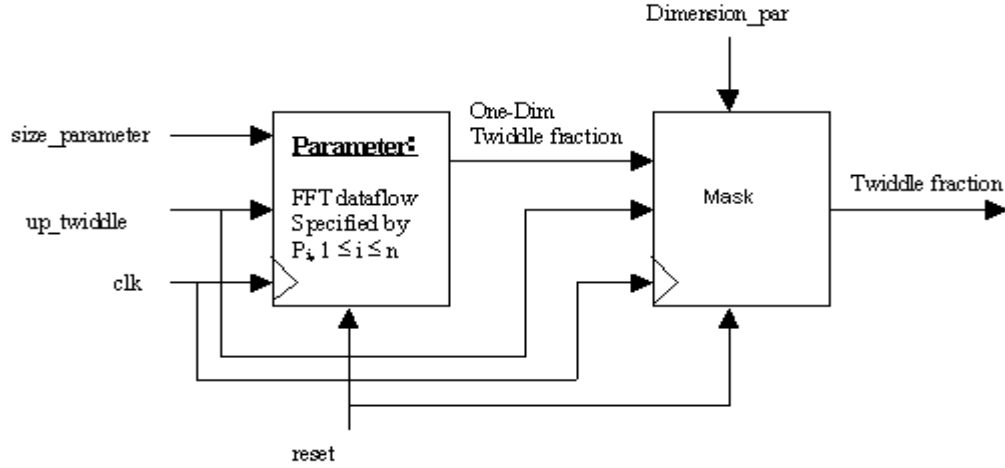 Dimension_par
size_parameter
One-Dim
Twiddle fraction
Parameter:
FFT dataflow
Specified by
Pi, 1 ≤ i ≤ n
Mask
Twiddle fraction
up_twiddle
clk
reset